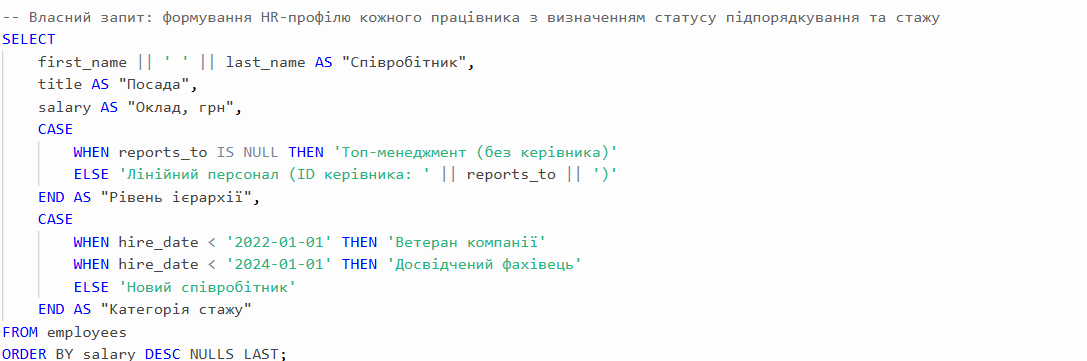 -- Власний запит: формування HR-профілю кожного працівника з визначенням статусу підпорядкування та стажу
SELECT
    first_name || ' ' || last_name AS "Співробітник",
    title AS "Посада",
    salary AS "Оклад, грн",
    CASE
        WHEN reports_to IS NULL THEN 'Топ-менеджмент (без керівника)'
        ELSE 'Лінійний персонал (ID керівника: ' || reports_to || ')'
    END AS "Рівень ієрархії",
    CASE
        WHEN hire_date < '2022-01-01' THEN 'Ветеран компанії'
        WHEN hire_date < '2024-01-01' THEN 'Досвідчений фахівець'
        ELSE 'Новий співробітник'
    END AS "Категорія стажу"
FROM employees
ORDER BY salary DESC NULLS LAST;